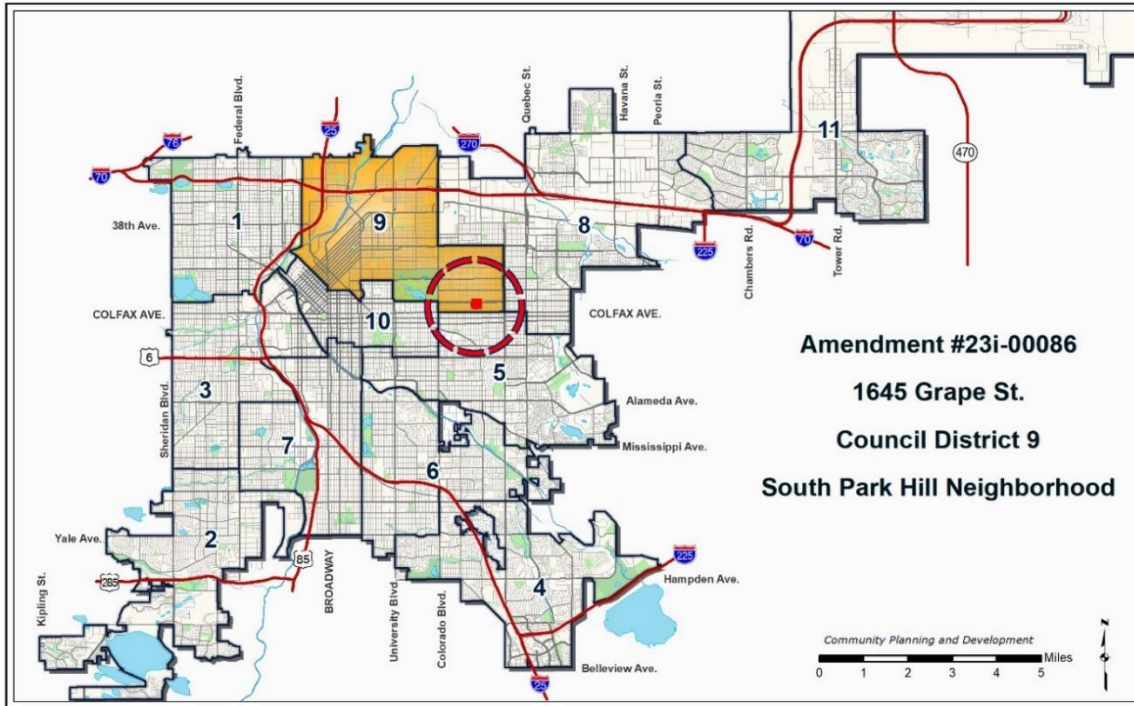 Federal Blvd.
25
Quebec St.
Havana St.
Peoria St.
76
270
11
470
70
1
9
8
38th Ave.
225
Chambers Rd.
70
Tower Rd.
COLFAX AVE.
10
COLFAX AVE.
Amendment #23i-00086
6
5
1645 Grape St.
3
Sheridan Blvd.
Alameda Ave.
Council District 9
7
Mississippi Ave.
6
South Park Hill Neighborhood
2
Yale Ave.
85
BROADWAY
225
285
4
Hampden Ave.
Kipling St.
University Blvd.
Colorado Blvd.
Community Planning and Development
N
Miles
0 1 2 3 4 5
Belleview Ave.
25